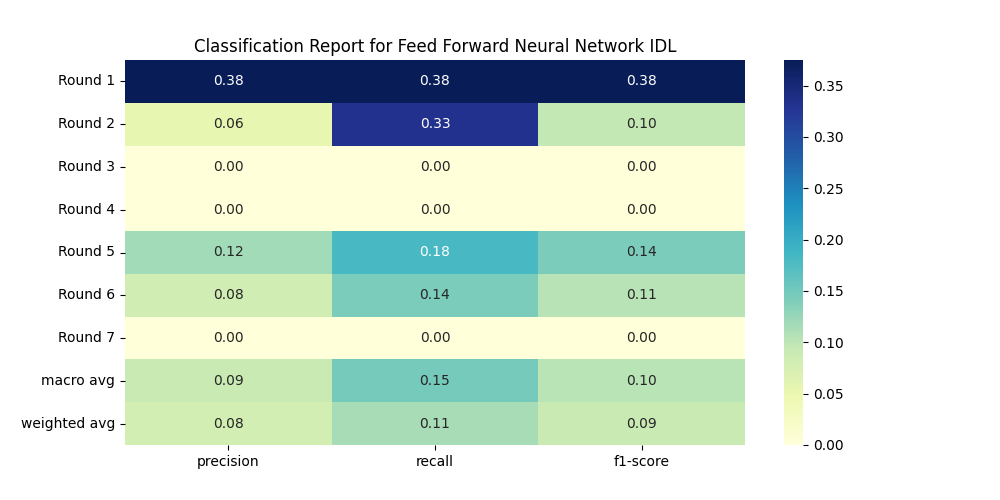 Classification Report for Feed Forward Neural Network IDL
Round 1 0.38 0.38 0.38
Round 2 0.06 0.33 0.10
Round 3 0.00 0.00 0.00
Round 4 0.00 0.00 0.00
Round 5 0.12 0.18 0.14
Round 6 0.08 0.14 0.11
Round 7 0.00 0.00 0.00
macro avg 0.09 0.15 0.10
weighted avg 0.08 0.11 0.09
precision recall f1-score
0.35
0.30
0.25
0.20
0.15
0.10
0.05
0.00